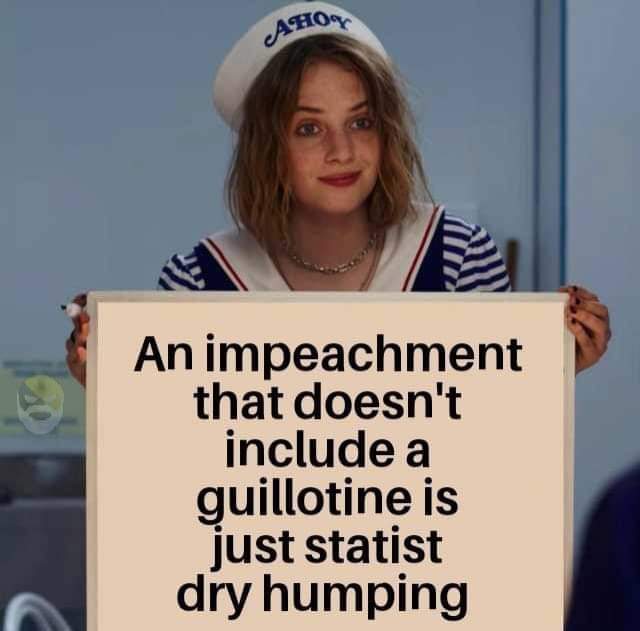 AHOY
An impeachment
that doesn't
include a
guillotine is
just statist
dry humping